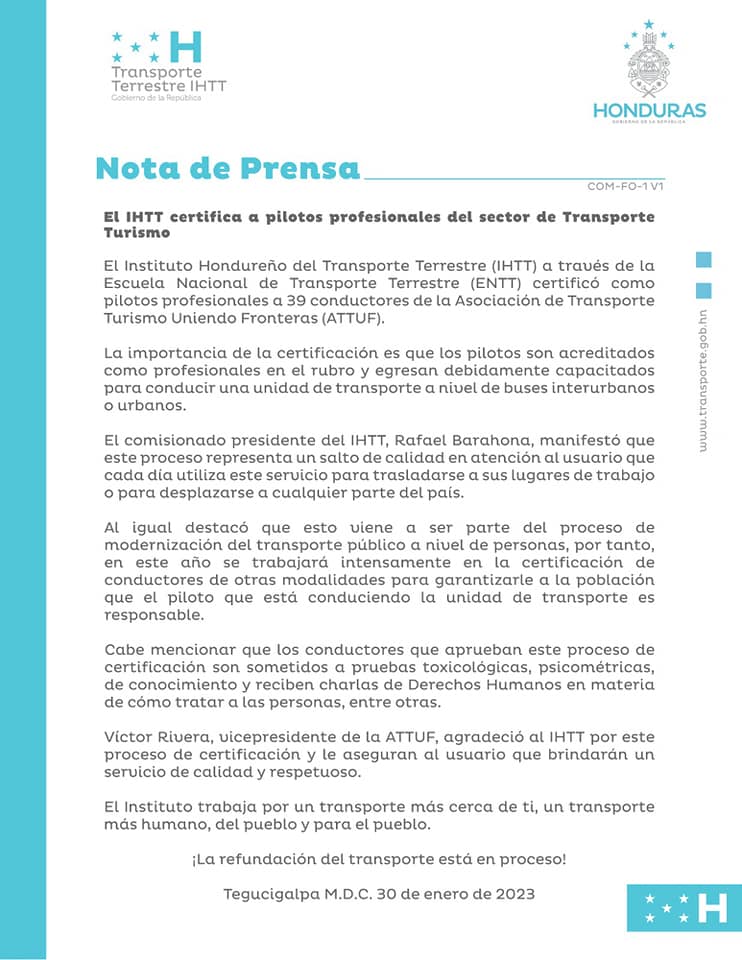 H
Transporte
Terrestre IHTT
Gobierno de la República
HONDURAS
GOBIERNO DE LA REPÚBLICA
Nota de Prensa
COM-FO-1 V1
El IHTT certifica a pilotos profesionales del sector de Transporte
Turismo
El Instituto Hondureño del Transporte Terrestre (IHTT) a través de la
Escuela Nacional de Transporte Terrestre (ENTT) certificó como
pilotos profesionales a 39 conductores de la Asociación de Transporte
Turismo Uniendo Fronteras (ATTUF).
La importancia de la certificación es que los pilotos son acreditados
como profesionales en el rubro y egresan debidamente capacitados
para conducir una unidad de transporte a nivel de buses interurbanos
o urbanos.
El comisionado presidente del IHTT, Rafael Barahona, manifestó que
este proceso representa un salto de calidad en atención al usuario que
cada día utiliza este servicio para trasladarse a sus lugares de trabajo
o para desplazarse a cualquier parte del país.
Al igual destacó que esto viene a ser parte del proceso de
modernización del transporte público a nivel de personas, por tanto,
en este año se trabajará intensamente en la certificación de
conductores de otras modalidades para garantizarle a la población
que el piloto que está conduciendo la unidad de transporte es
responsable.
Cabe mencionar que los conductores que aprueban este proceso de
certificación son sometidos a pruebas toxicológicas, psicométricas,
de conocimiento y reciben charlas de Derechos Humanos en materia
de cómo tratar a las personas, entre otras.
Víctor Rivera, vicepresidente de la ATTUF, agradeció al IHTT por este
proceso de certificación y le aseguran al usuario que brindarán un
servicio de calidad y respetuoso.
El Instituto trabaja por un transporte más cerca de ti, un transporte
más humano, del pueblo y para el pueblo.
¡La refundación del transporte está en proceso!
Tegucigalpa M.D.C. 30 de enero de 2023
www.transporte.gob.hn
H